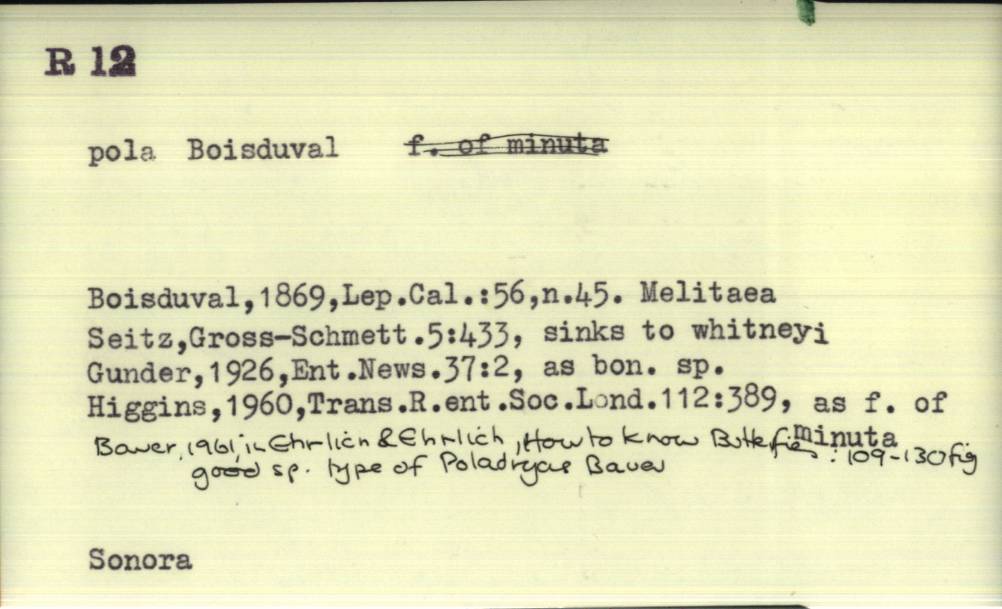 R 12
pola Boisduval f. of minuta
Boisduval,1869,Lep.Cal.:56,n.45. Melitaea
Seitz,Gross-Schmett.5:433, sinks to whitneyi
Gunder,1926,Ent.News.37:2, as bon. sp.
Higgins,1960,Trans.R.ent.Soc.Lond.112:389, as f. of
minuta
Bauer, 1961, in Ehrlich & Ehrlich, How to know Butterflies: 109-130 fig
good sp. type of Poladryas Bauer
Sonora